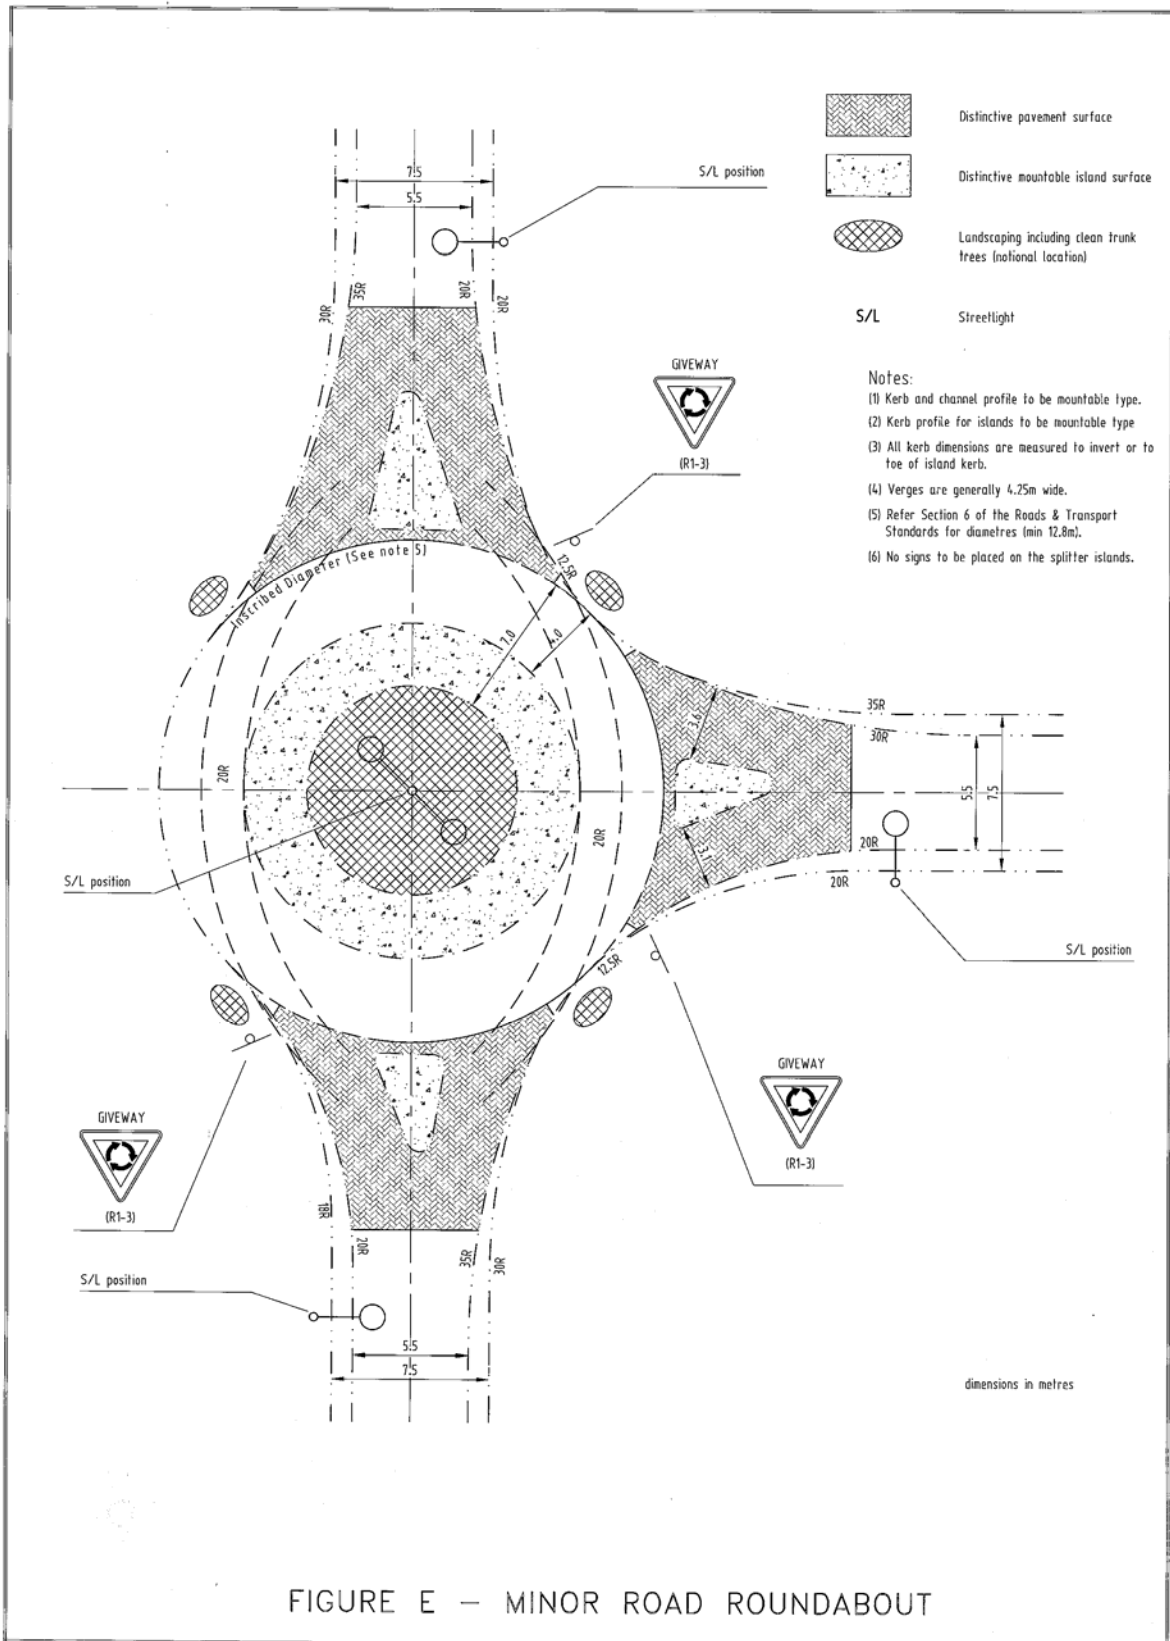 Distinctive pavement surface
Distinctive mountable island surface
Landscaping including clean trunk
trees (notional location)
S/L
Streetlight
Notes:
(1) Kerb and channel profile to be mountable type.
(2) Kerb profile for islands to be mountable type
(3) All kerb dimensions are measured to invert or to
toe of island kerb.
(4) Verges are generally 4.25m wide.
(5) Refer Section 6 of the Roads & Transport
Standards for diametres (min 12.8m).
(6) No signs to be placed on the splitter islands.
7.5
5.5
S/L position
30R
35R
20R
20R
GIVEWAY
(R1-3)
Inscribed Diameter (See note 5)
12.5R
7.0
4.0
20R
20R
3.6
3.1
35R
30R
5.5
7.5
20R
20R
S/L position
S/L position
12.5R
GIVEWAY
(R1-3)
GIVEWAY
(R1-3)
18R
20R
35R
30R
S/L position
5.5
7.5
dimensions in metres
FIGURE E – MINOR ROAD ROUNDABOUT